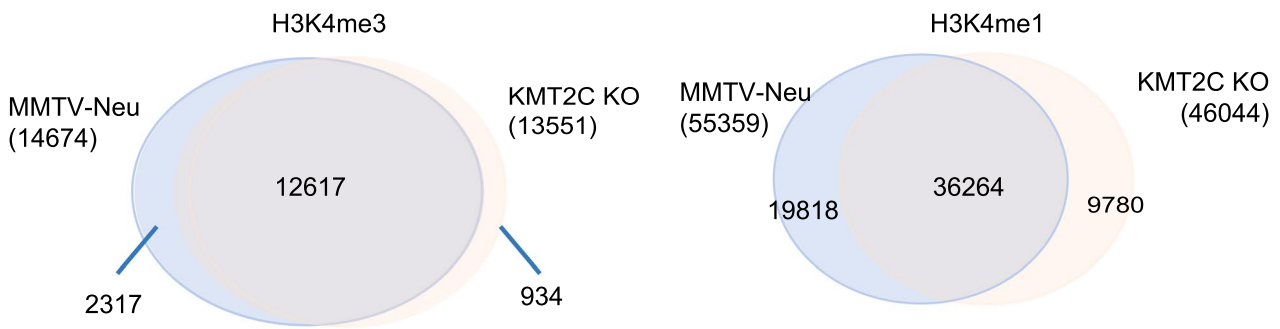 H3K4me3
MMTV-Neu
(14674)
KMT2C KO
(13551)
12617
2317
934
H3K4me1
MMTV-Neu
(55359)
KMT2C KO
(46044)
19818
36264
9780